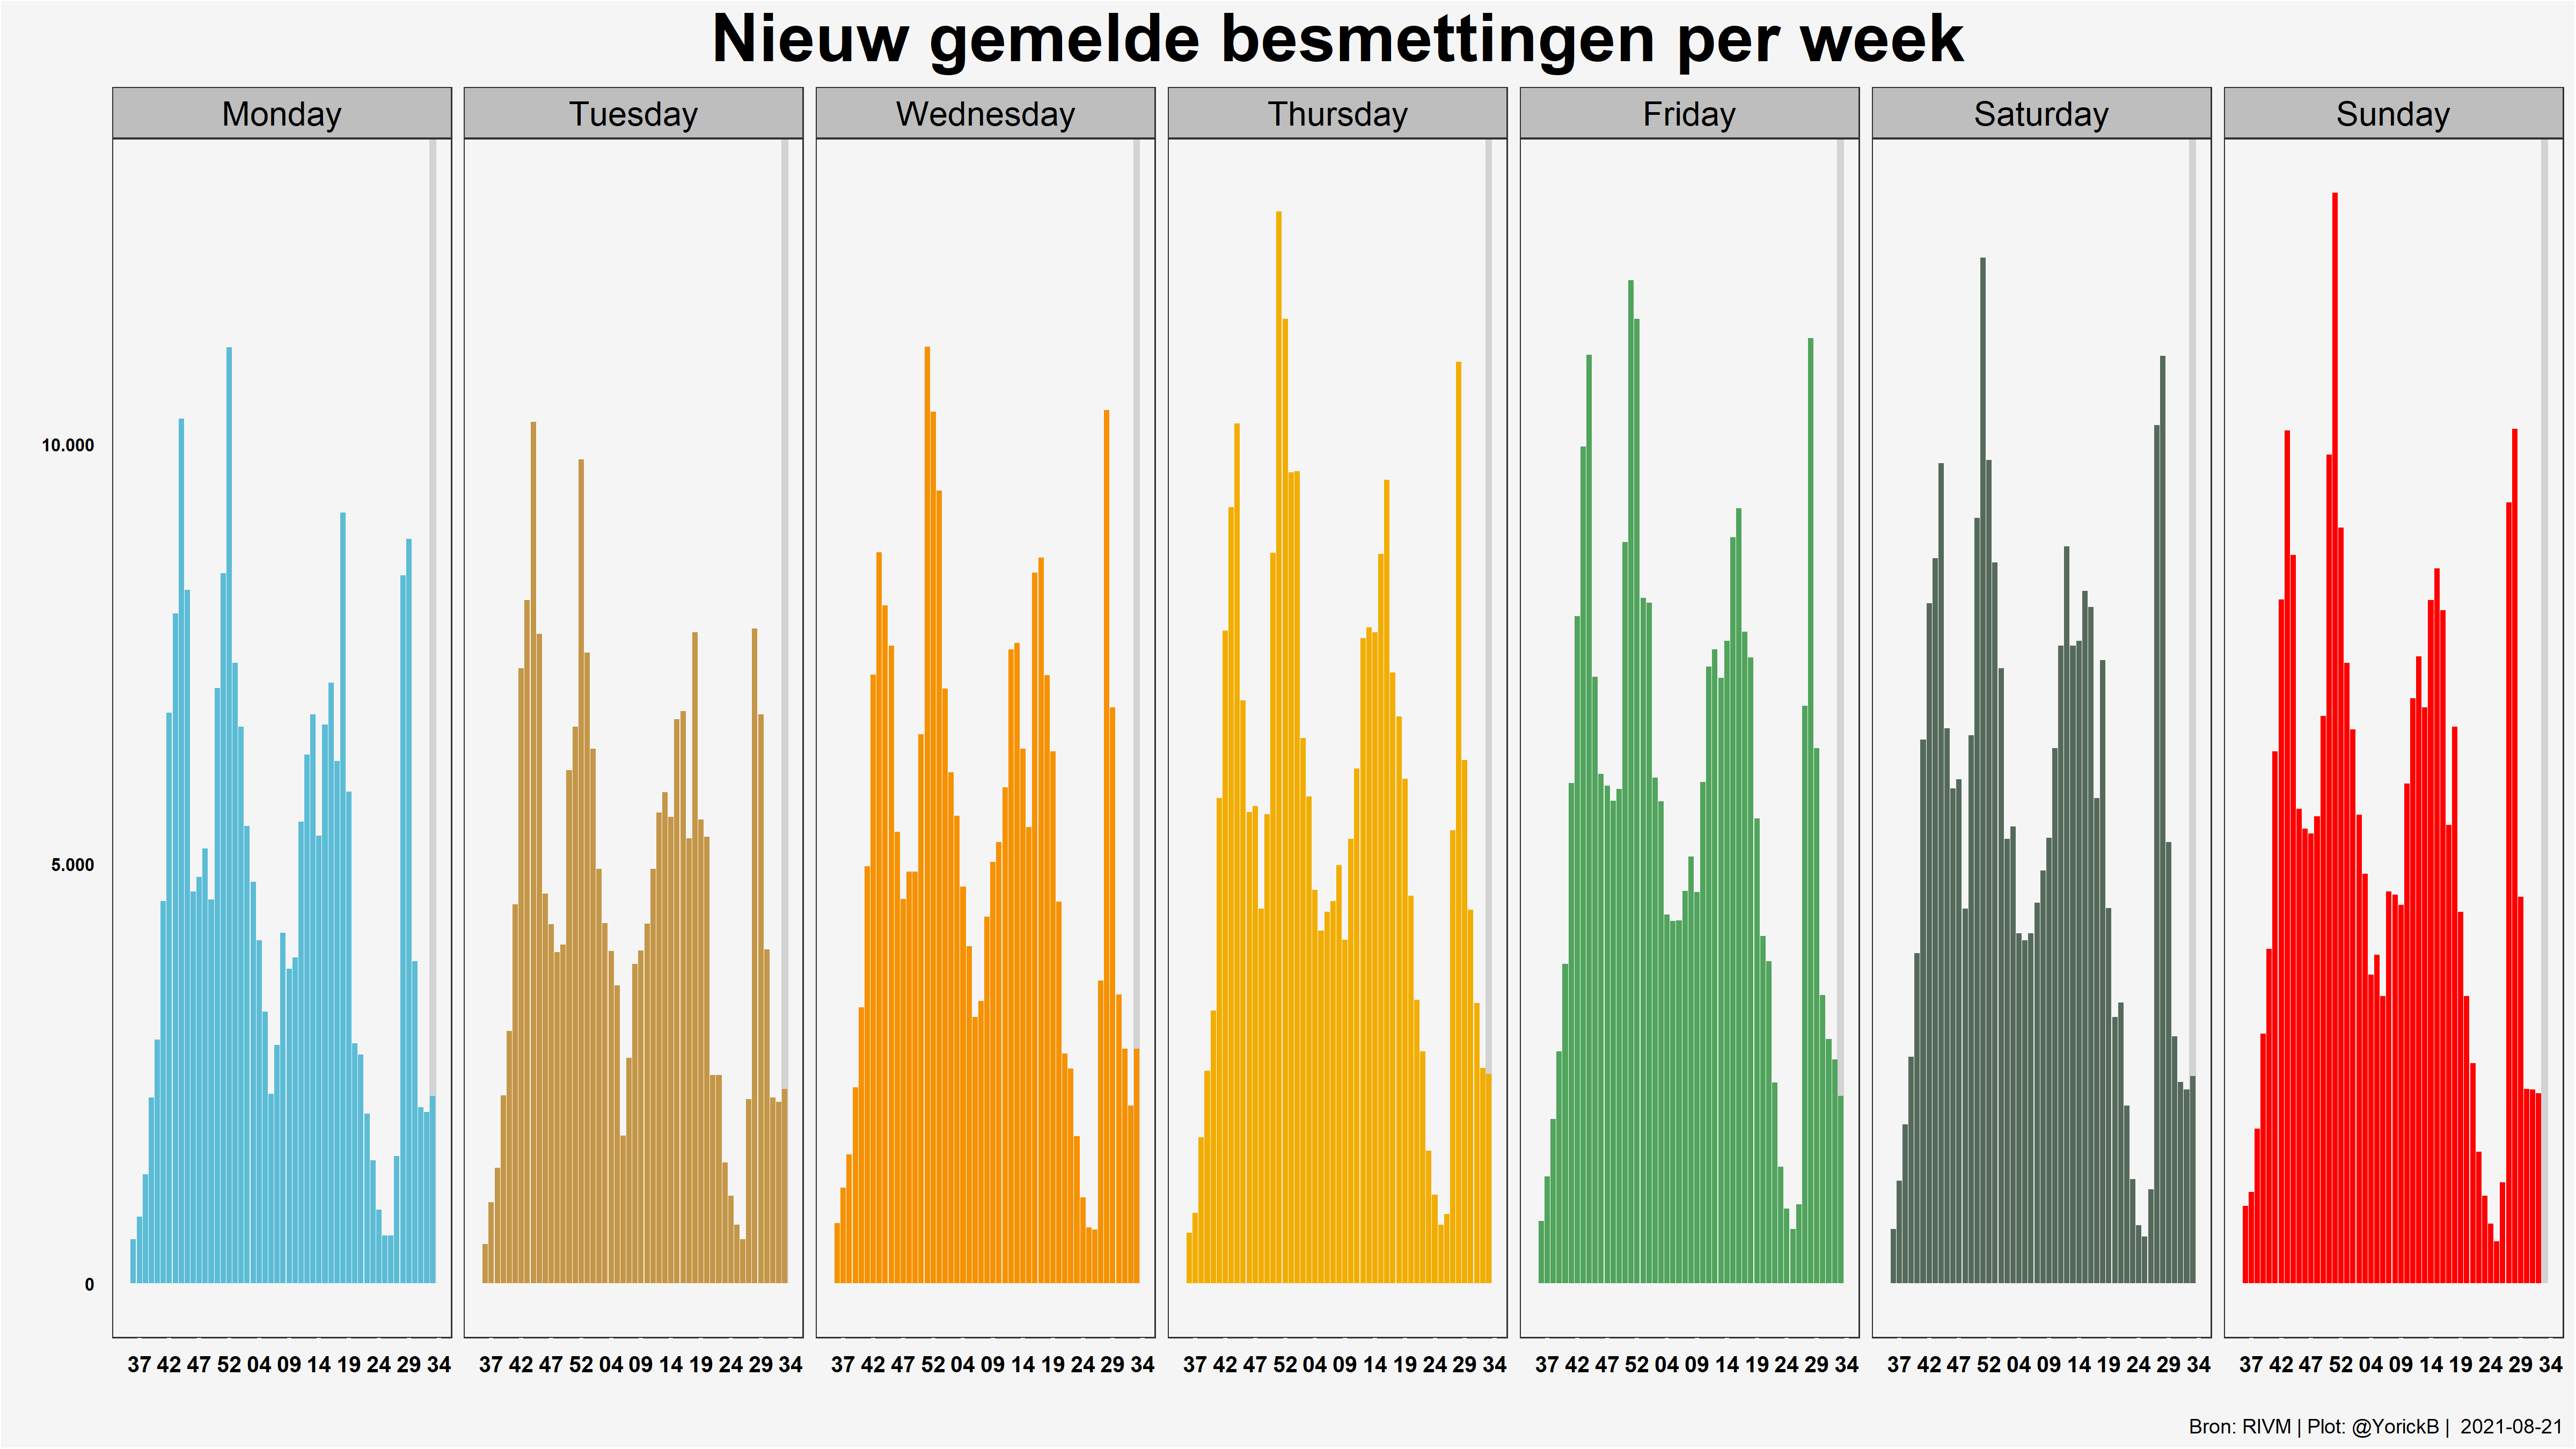 Nieuw gemelde besmettingen per week
Monday Tuesday Wednesday Thursday Friday Saturday Sunday
10.000
5.000
0
37 42 47 52 04 09 14 19 24 29 34 37 42 47 52 04 09 14 19 24 29 34 37 42 47 52 04 09 14 19 24 29 34 37 42 47 52 04 09 14 19 24 29 34 37 42 47 52 04 09 14 19 24 29 34 37 42 47 52 04 09 14 19 24 29 34 37 42 47 52 04 09 14 19 24 29 34
Bron: RIVM | Plot: @YorickB | 2021-08-21